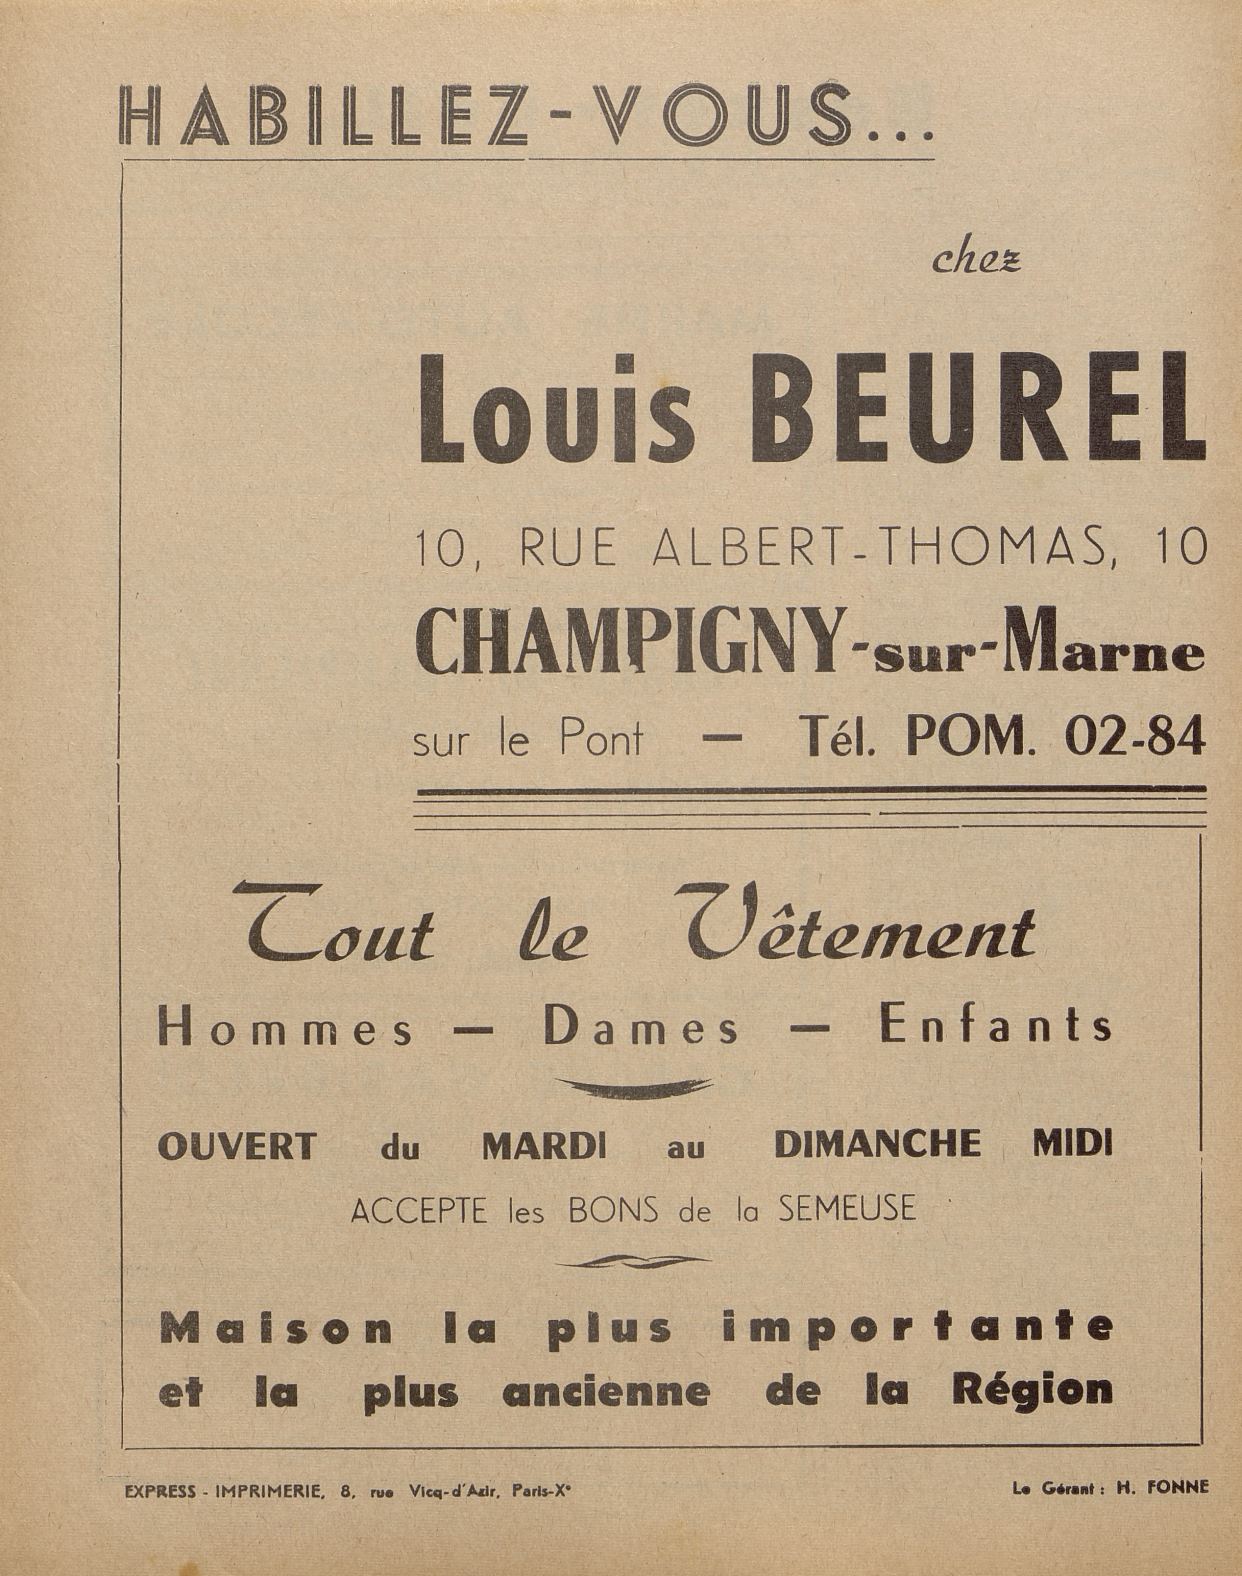 HABILLEZ-VOUS...
chez
Louis BEUREL
10, RUE ALBERT-THOMAS, 10
CHAMPIGNY-sur-Marne
sur le Pont — Tél. POM. 02-84
Tout le Vêtement
Hommes — Dames — Enfants
OUVERT du MARDI au DIMANCHE MIDI
ACCEPTE les BONS de la SEMEUSE
Maison la plus importante
et la plus ancienne de la Région
EXPRESS - IMPRIMERIE, 8, rue Vicq-d'Azir, Paris-Xe
Le Gérant : H. FONNE